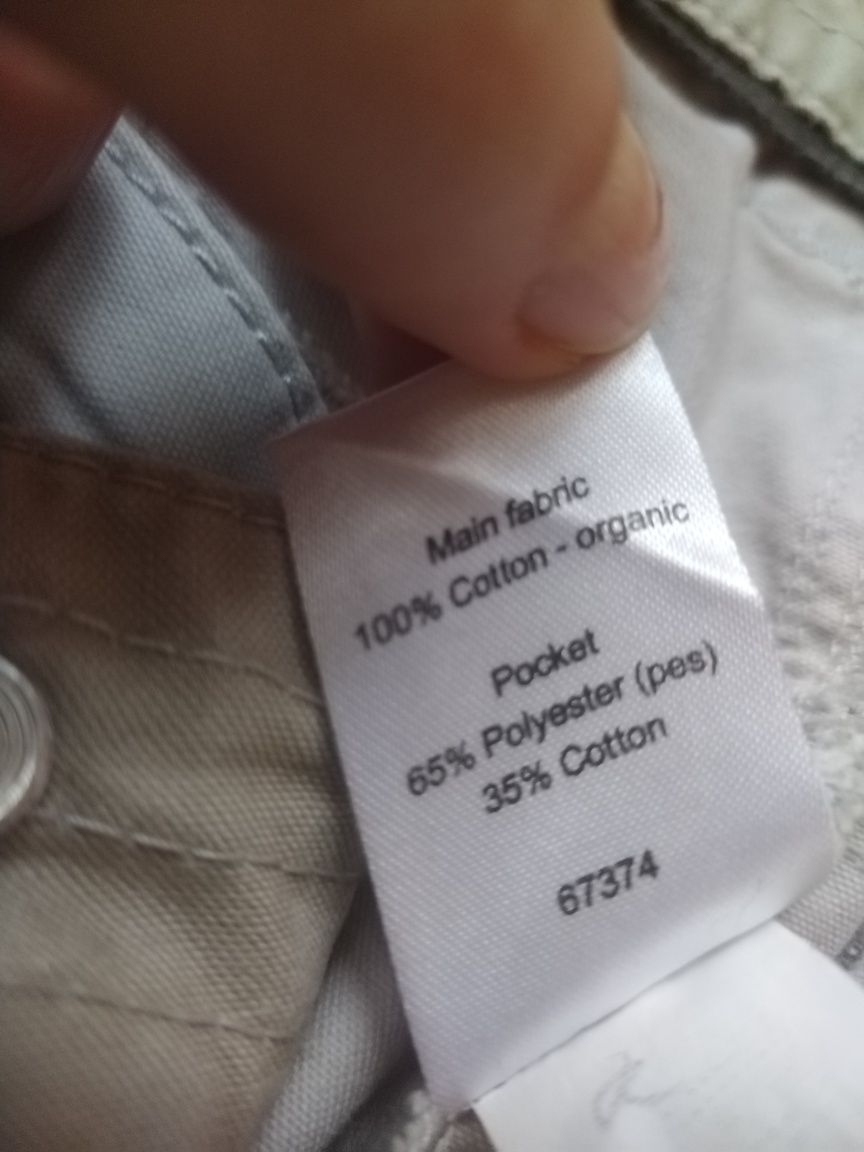 Main fabric
100% Cotton - organic
Pocket
65% Polyester (pes)
35% Cotton
67374